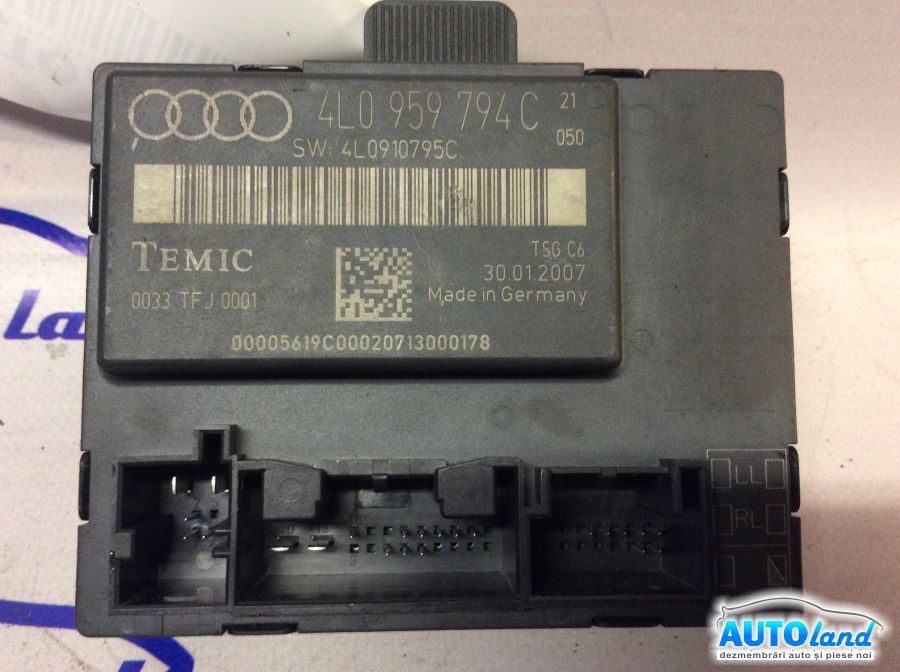 4L0 959 794 C 21
050
SW: 4L0910795C
TEMIC
TSG C6
30.01.2007
0033 TFJ 0001
Made in Germany
00005619C00020713000178
LL
RL
AUTOland
dezmembrări auto și piese noi